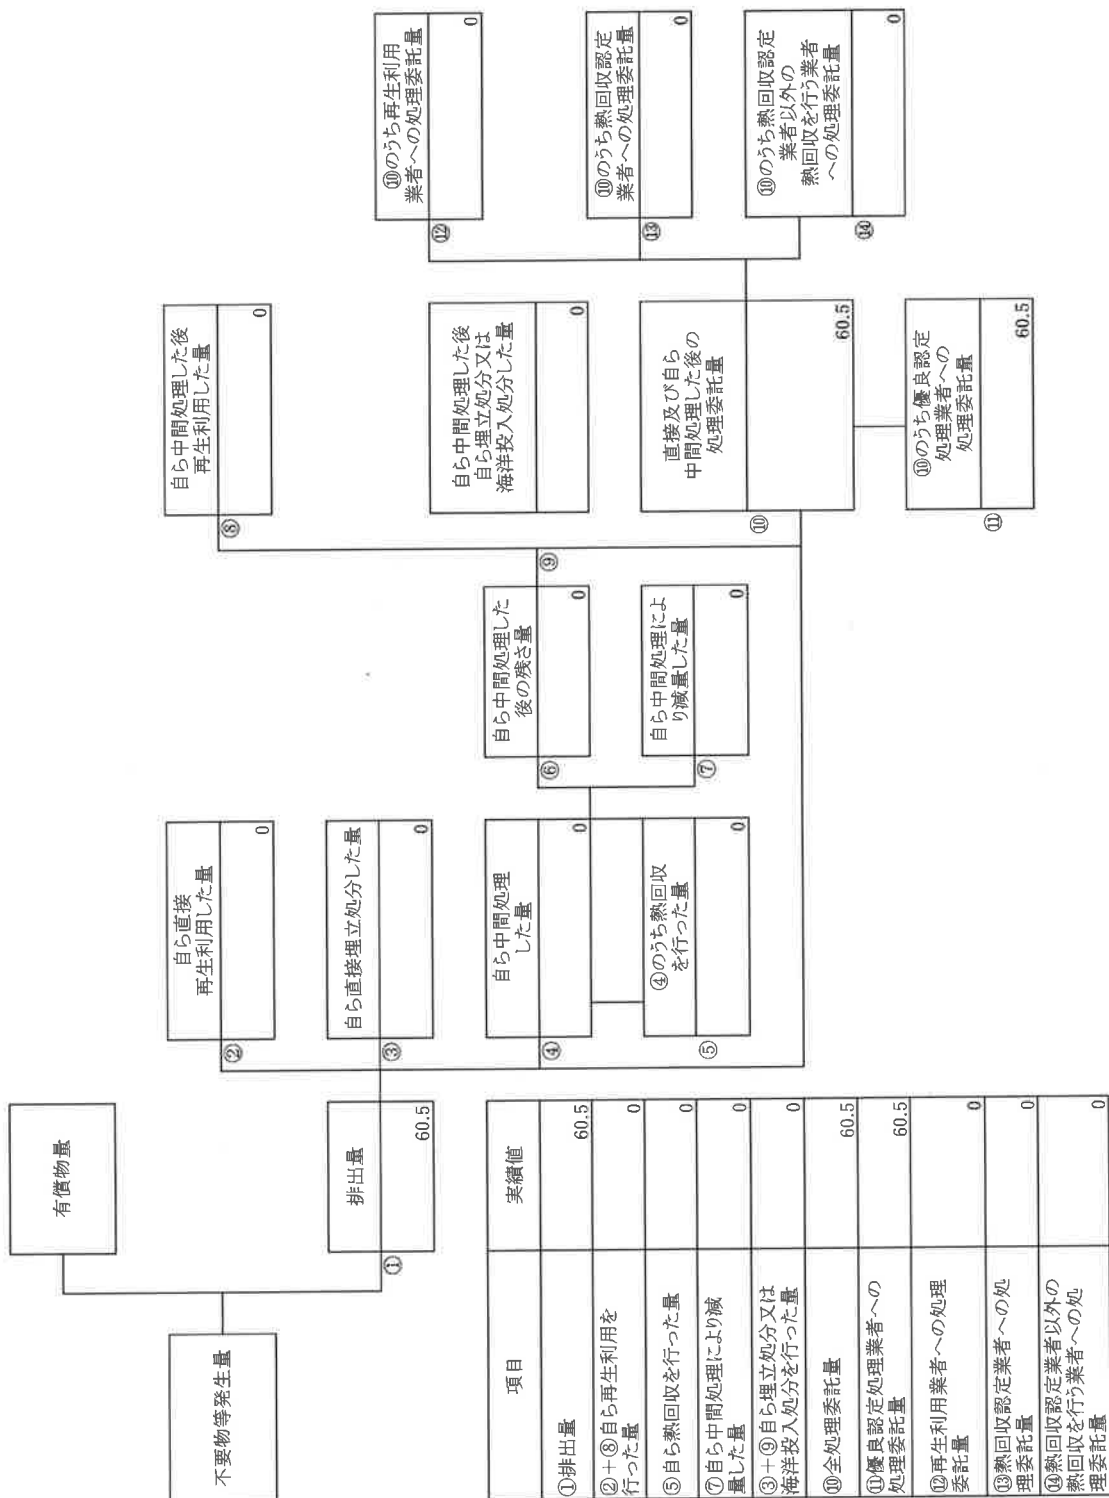 不要物等発生量
有償物量
①
排出量
60.5
②
自ら直接
再生利用した量
0
③
自ら直接埋立処分した量
0
④
自ら中間処理
した量
0
⑤
④のうち熱回収
を行った量
0
⑥
自ら中間処理した
後の残さ量
0
⑦
自ら中間処理によ
り減量した量
0
⑧
自ら中間処理した後
再生利用した量
0
⑨
自ら中間処理した後
自ら埋立処分又は
海洋投入処分した量
0
⑩
直接及び自ら
中間処理した後の
処理委託量
60.5
⑪
⑩のうち優良認定
処理業者への
処理委託量
60.5
⑫
⑩のうち再生利用
業者への処理委託量
0
⑬
⑩のうち熱回収認定
業者への処理委託量
0
⑭
⑩のうち熱回収認定
業者以外の
熱回収を行う業者
への処理委託量
0
項目 実績値
①排出量 60.5
②+⑧自ら再生利用を
行った量 0
⑤自ら熱回収を行った量 0
⑦自ら中間処理により減
量した量 0
③+⑨自ら埋立処分又は
海洋投入処分を行った量 0
⑩全処理委託量 60.5
⑪優良認定処理業者への
処理委託量 60.5
⑫再生利用業者への処理
委託量 0
⑬熱回収認定業者への処
理委託量 0
⑭熱回収認定業者以外の
熱回収を行う業者への処
理委託量 0